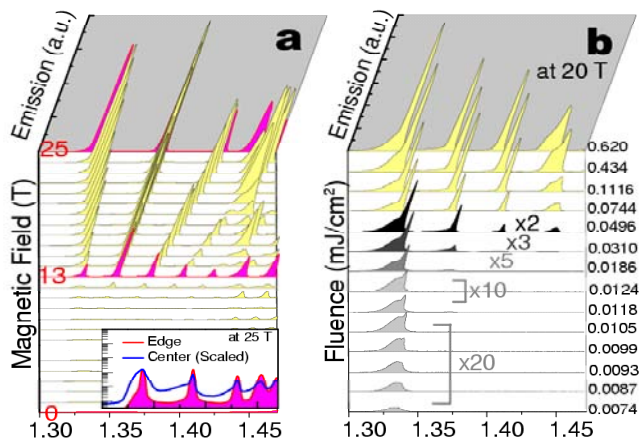 a
Emission (a.u.)
25
Magnetic Field (T)
13
0
at 25 T
Edge
Center (Scaled)
1.30 1.35 1.40 1.45
b
at 20 T
Emission (a.u.)
Fluence (mJ/cm²)
0.620
0.434
0.1116
0.0744
0.0496
0.0310
0.0186
0.0124
0.0118
0.0105
0.0099
0.0093
0.0087
0.0074
x2
x3
x5
x10
x20
1.30 1.35 1.40 1.45